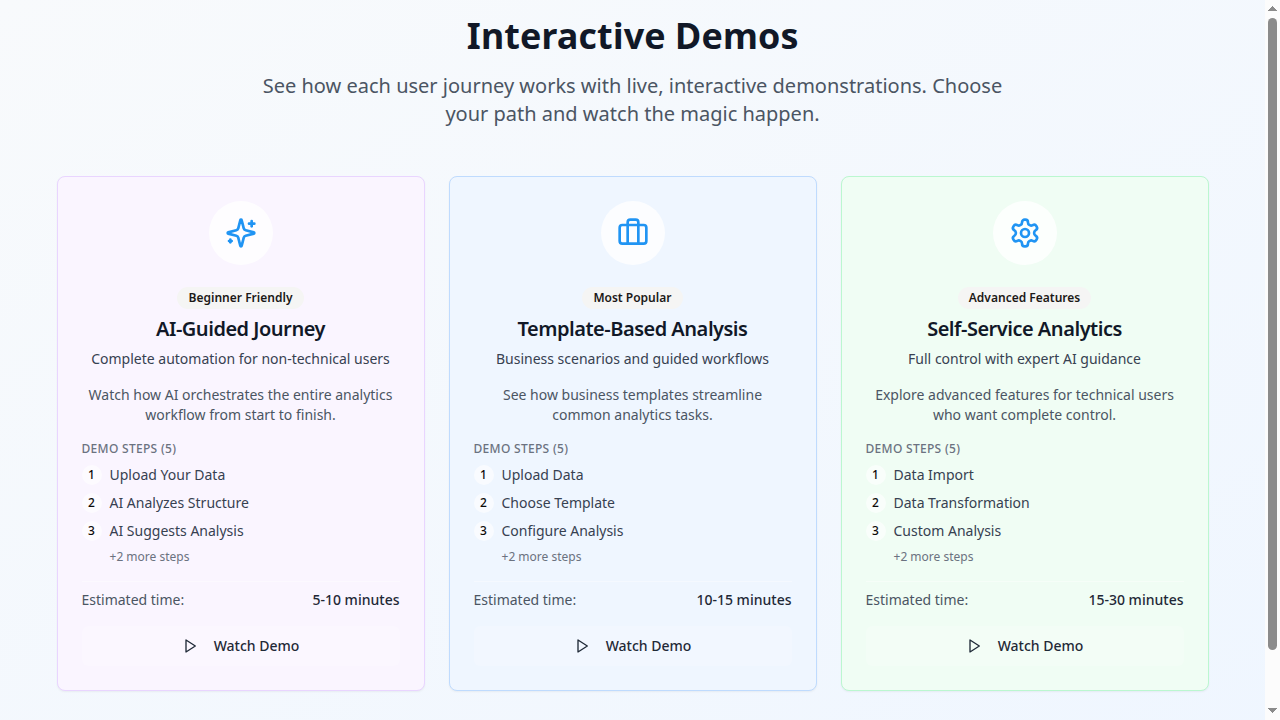 Interactive Demos
See how each user journey works with live, interactive demonstrations. Choose
your path and watch the magic happen.
Beginner Friendly
AI-Guided Journey
Complete automation for non-technical users
Watch how AI orchestrates the entire analytics
workflow from start to finish.
DEMO STEPS (5)
1 Upload Your Data
2 AI Analyzes Structure
3 AI Suggests Analysis
+2 more steps
Estimated time: 5-10 minutes
Watch Demo
Most Popular
Template-Based Analysis
Business scenarios and guided workflows
See how business templates streamline
common analytics tasks.
DEMO STEPS (5)
1 Upload Data
2 Choose Template
3 Configure Analysis
+2 more steps
Estimated time: 10-15 minutes
Watch Demo
Advanced Features
Self-Service Analytics
Full control with expert AI guidance
Explore advanced features for technical users
who want complete control.
DEMO STEPS (5)
1 Data Import
2 Data Transformation
3 Custom Analysis
+2 more steps
Estimated time: 15-30 minutes
Watch Demo